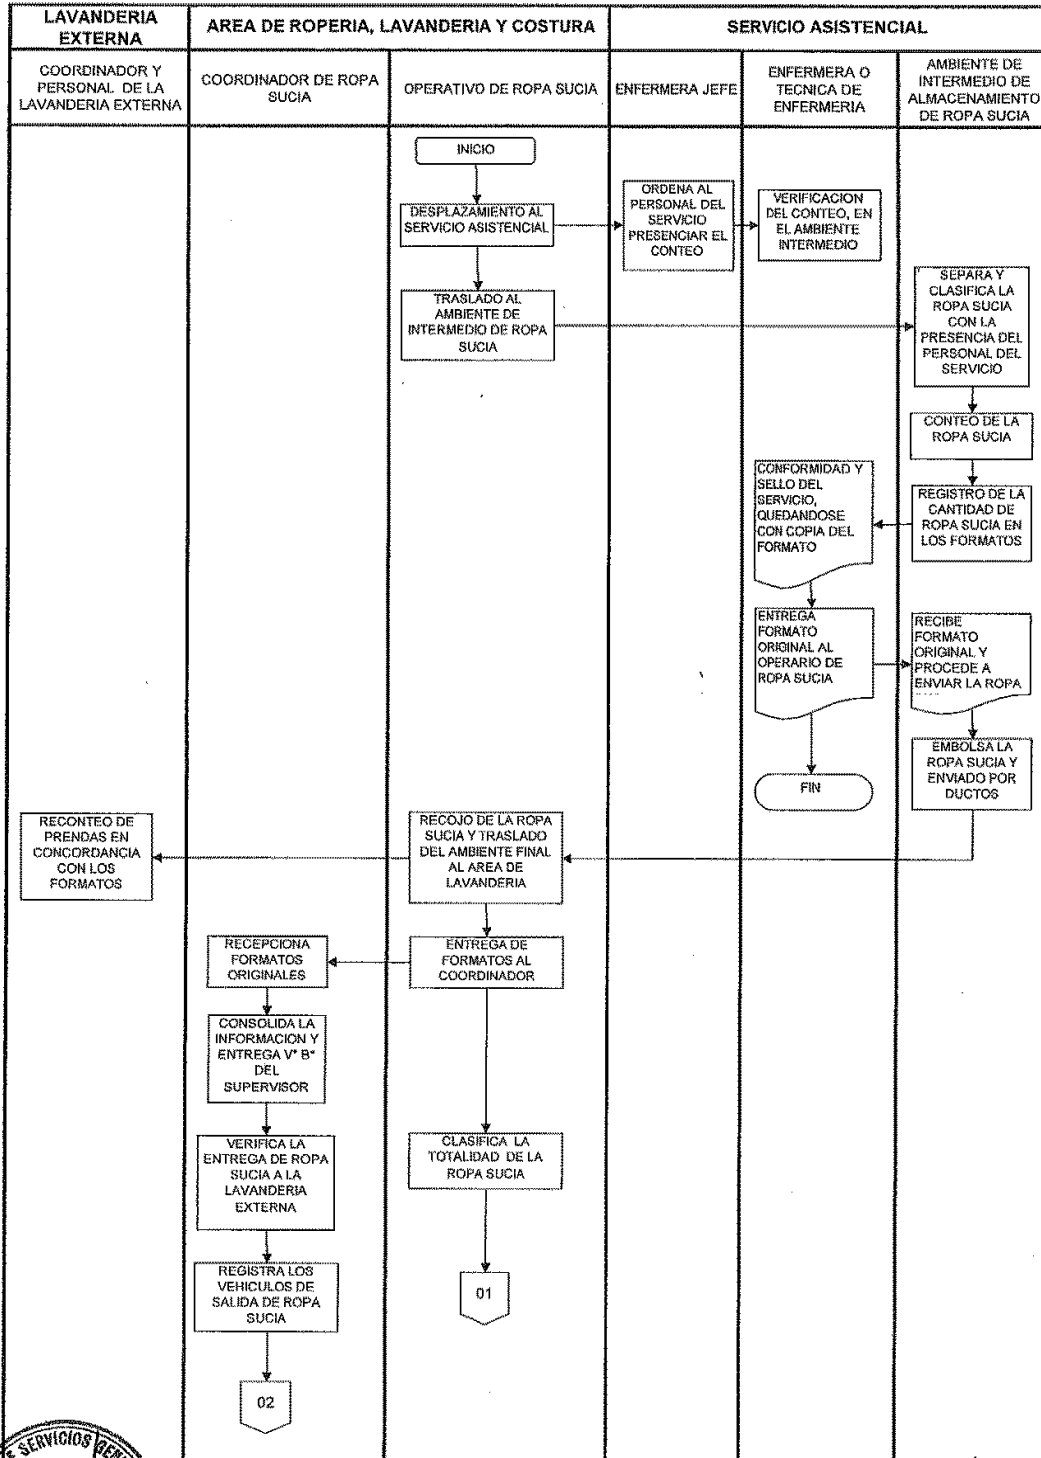 LAVANDERIA
EXTERNA
AREA DE ROPERIA, LAVANDERIA Y COSTURA
SERVICIO ASISTENCIAL
COORDINADOR Y
PERSONAL DE LA
LAVANDERIA EXTERNA
COORDINADOR DE ROPA
SUCIA
OPERATIVO DE ROPA SUCIA
ENFERMERA JEFE
ENFERMERA O
TECNICA DE
ENFERMERIA
AMBIENTE DE
INTERMEDIO DE
ALMACENAMIENTO
DE ROPA SUCIA
INICIO
DESPLAZAMIENTO AL
SERVICIO ASISTENCIAL
ORDENA AL
PERSONAL DEL
SERVICIO
PRESENCIAR EL
CONTEO
VERIFICACION
DEL CONTEO, EN
EL AMBIENTE
INTERMEDIO
TRASLADO AL
AMBIENTE DE
INTERMEDIO DE ROPA
SUCIA
SEPARA Y
CLASIFICA LA
ROPA SUCIA
CON LA
PRESENCIA DEL
PERSONAL DEL
SERVICIO
CONTEO DE LA
ROPA SUCIA
REGISTRO DE LA
CANTIDAD DE
ROPA SUCIA EN
LOS FORMATOS
CONFORMIDAD Y
SELLO DEL
SERVICIO,
QUEDANDOSE
CON COPIA DEL
FORMATO
ENTREGA
FORMATO
ORIGINAL AL
OPERARIO DE
ROPA SUCIA
RECIBE
FORMATO
ORIGINAL Y
PROCEDE A
ENVIAR LA ROPA
FIN
EMBOLSA LA
ROPA SUCIA Y
ENVIADO POR
DUCTOS
RECONTEO DE
PRENDAS EN
CONCORDANCIA
CON LOS
FORMATOS
RECOJO DE LA ROPA
SUCIA Y TRASLADO
DEL AMBIENTE FINAL
AL AREA DE
LAVANDERIA
RECEPCIONA
FORMATOS
ORIGINALES
ENTREGA DE
FORMATOS AL
COORDINADOR
CONSOLIDA LA
INFORMACION Y
ENTREGA V° B°
DEL
SUPERVISOR
VERIFICA LA
ENTREGA DE ROPA
SUCIA A LA
LAVANDERIA
EXTERNA
CLASIFICA LA
TOTALIDAD DE LA
ROPA SUCIA
REGISTRA LOS
VEHICULOS DE
SALIDA DE ROPA
SUCIA
01
02
SERVICIOS